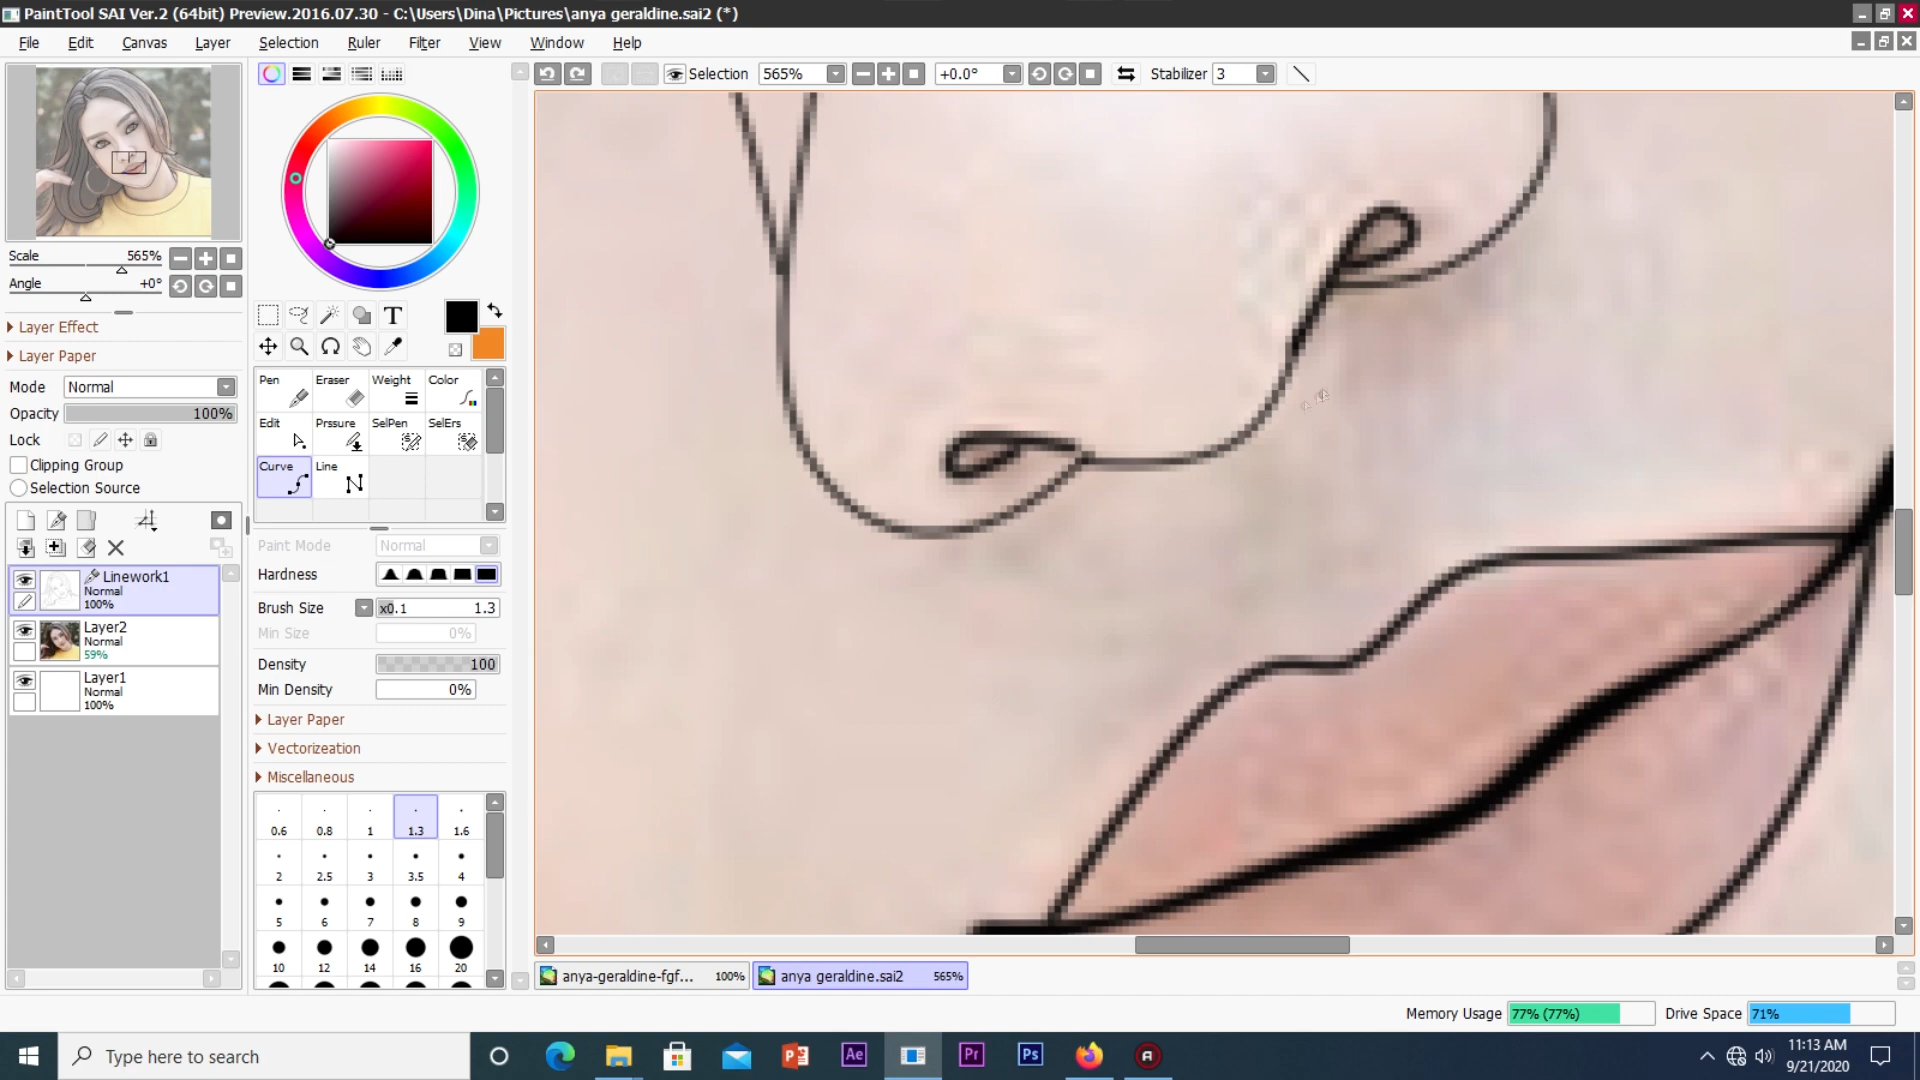 PaintTool SAI Ver.2 (64bit) Preview.2016.07.30 - C:\Users\Dina\Pictures\anya geraldine.sai2 (*)
File Edit Canvas Layer Selection Ruler Filter View Window Help
Selection 565% +0.0° Stabilizer 3
Scale 565%
Angle +0°
Layer Effect
Layer Paper
Mode Normal
Opacity 100%
Lock
Clipping Group
Selection Source
Linework1
Normal
100%
Layer2
Normal
59%
Layer1
Normal
100%
T
Pen Eraser Weight Color
Edit Prssure SelPen SelErs
Curve Line
Paint Mode Normal
Hardness
Brush Size x0.1 1.3
Min Size 0%
Density 100
Min Density 0%
Layer Paper
Vectorizeation
Miscellaneous
0.6 0.8 1 1.3 1.6
2 2.5 3 3.5 4
5 6 7 8 9
10 12 14 16 20
anya-geraldine-fgf... 100% anya geraldine.sai2 565%
Memory Usage 77% (77%) Drive Space 71%
Type here to search
Ae Pr Ps
11:13 AM
9/21/2020